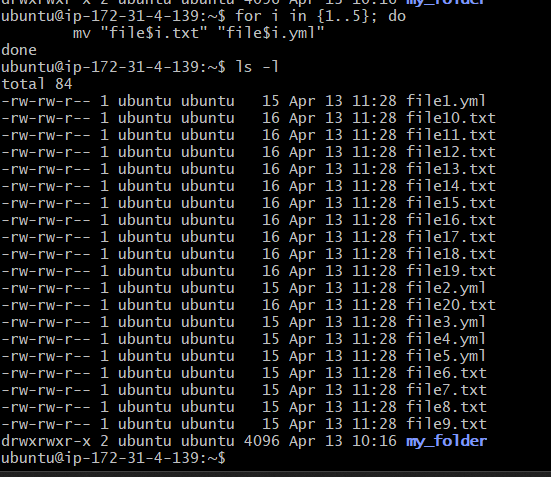 drwxrwxr-x 2 ubuntu ubuntu 4096 Apr 13 10:16 my_folder
ubuntu@ip-172-31-4-139:~$ for i in {1..5}; do
        mv "file$i.txt" "file$i.yml"
done
ubuntu@ip-172-31-4-139:~$ ls -l
total 84
-rw-rw-r-- 1 ubuntu ubuntu   15 Apr 13 11:28 file1.yml
-rw-rw-r-- 1 ubuntu ubuntu   16 Apr 13 11:28 file10.txt
-rw-rw-r-- 1 ubuntu ubuntu   16 Apr 13 11:28 file11.txt
-rw-rw-r-- 1 ubuntu ubuntu   16 Apr 13 11:28 file12.txt
-rw-rw-r-- 1 ubuntu ubuntu   16 Apr 13 11:28 file13.txt
-rw-rw-r-- 1 ubuntu ubuntu   16 Apr 13 11:28 file14.txt
-rw-rw-r-- 1 ubuntu ubuntu   16 Apr 13 11:28 file15.txt
-rw-rw-r-- 1 ubuntu ubuntu   16 Apr 13 11:28 file16.txt
-rw-rw-r-- 1 ubuntu ubuntu   16 Apr 13 11:28 file17.txt
-rw-rw-r-- 1 ubuntu ubuntu   16 Apr 13 11:28 file18.txt
-rw-rw-r-- 1 ubuntu ubuntu   16 Apr 13 11:28 file19.txt
-rw-rw-r-- 1 ubuntu ubuntu   15 Apr 13 11:28 file2.yml
-rw-rw-r-- 1 ubuntu ubuntu   16 Apr 13 11:28 file20.txt
-rw-rw-r-- 1 ubuntu ubuntu   15 Apr 13 11:28 file3.yml
-rw-rw-r-- 1 ubuntu ubuntu   15 Apr 13 11:28 file4.yml
-rw-rw-r-- 1 ubuntu ubuntu   15 Apr 13 11:28 file5.yml
-rw-rw-r-- 1 ubuntu ubuntu   15 Apr 13 11:28 file6.txt
-rw-rw-r-- 1 ubuntu ubuntu   15 Apr 13 11:28 file7.txt
-rw-rw-r-- 1 ubuntu ubuntu   15 Apr 13 11:28 file8.txt
-rw-rw-r-- 1 ubuntu ubuntu   15 Apr 13 11:28 file9.txt
drwxrwxr-x 2 ubuntu ubuntu 4096 Apr 13 10:16 my_folder
ubuntu@ip-172-31-4-139:~$